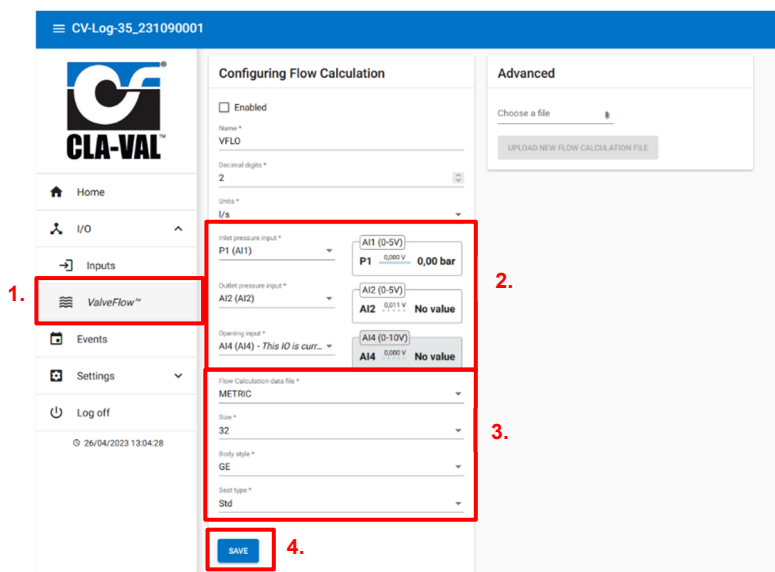 CV-Log-35_231090001
CLA-VAL™
Home
I/O
Inputs
1.
ValveFlow™
Events
Settings
Log off
26/04/2023 13:04:28
Configuring Flow Calculation
Enabled
Name *
VFLO
Decimal digits *
2
Units *
l/s
Inlet pressure input *
P1 (AI1)
AI1 (0-5V)
P1 0,000 V 0,00 bar
Outlet pressure input *
AI2 (AI2)
AI2 (0-5V)
AI2 0,011 V No value
Opening input *
AI4 (AI4) - This IO is curr...
AI4 (0-10V)
AI4 0,000 V No value
2.
Flow Calculation data file *
METRIC
Size *
32
Body style *
GE
Seat type *
Std
3.
SAVE
4.
Advanced
Choose a file
UPLOAD NEW FLOW CALCULATION FILE